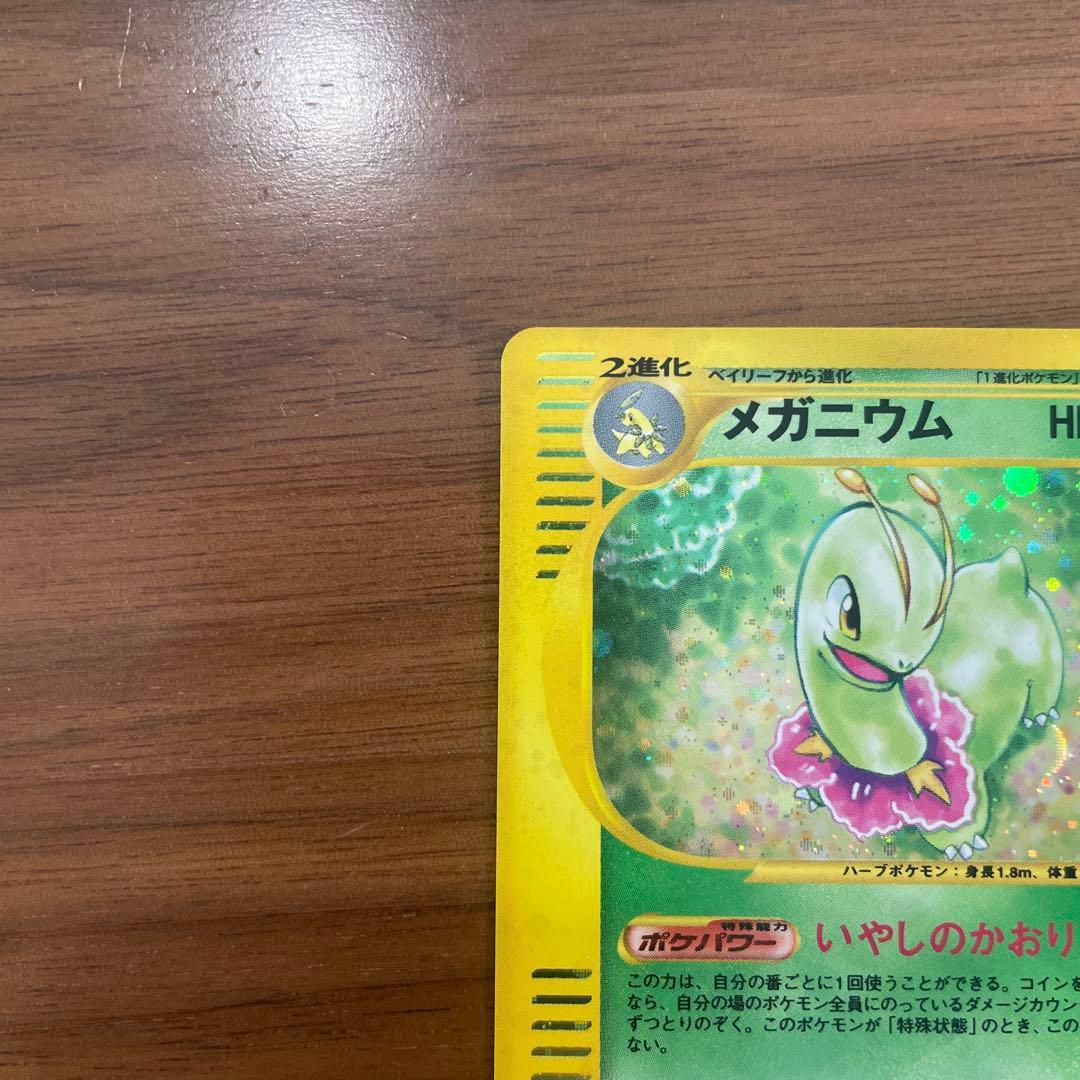 2進化
ベイリーフから進化
「1進化ポケモン」
メガニウム
ハーブポケモン：身長1.8m、体重
特殊能力
ポケパワー
いやしのかおり
この力は、自分の番ごとに1回使うことができる。コインを
なら、自分の場のポケモン全員にのっているダメージカウン
ずつとりのぞく。このポケモンが「特殊状態」のとき、この
ない。